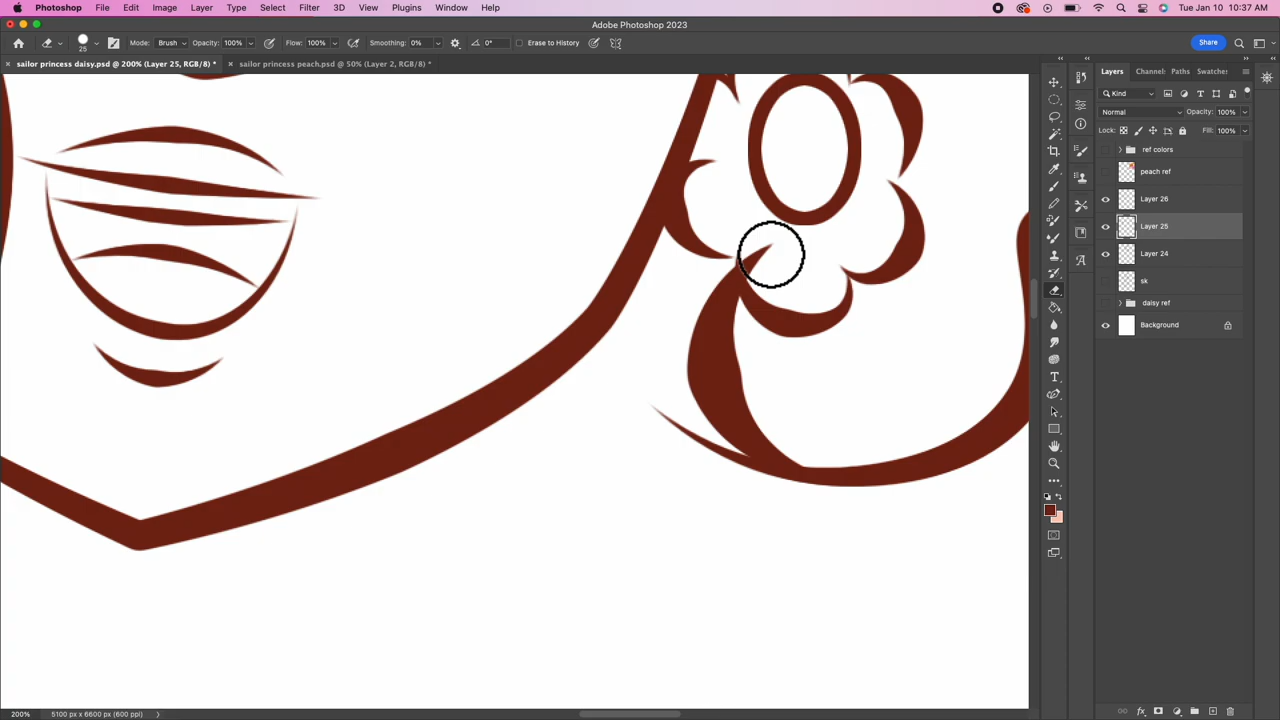 Photoshop File Edit Image Layer Type Select Filter 3D View Plugins Window Help Tue Jan 10 10:37 AM
Adobe Photoshop 2023
25 Mode: Brush Opacity: 100% Flow: 100% Smoothing: 0% 0° Erase to History Share
sailor princess daisy.psd @ 200% (Layer 25, RGB/8) * sailor princess peach.psd @ 50% (Layer 2, RGB/8) *
Layers Channel: Paths Swatche:
Kind
Normal Opacity: 100%
Lock: Fill: 100%
ref colors
peach ref
Layer 26
Layer 25
Layer 24
sk
daisy ref
Background
200% 5100 px x 6600 px (600 ppi)